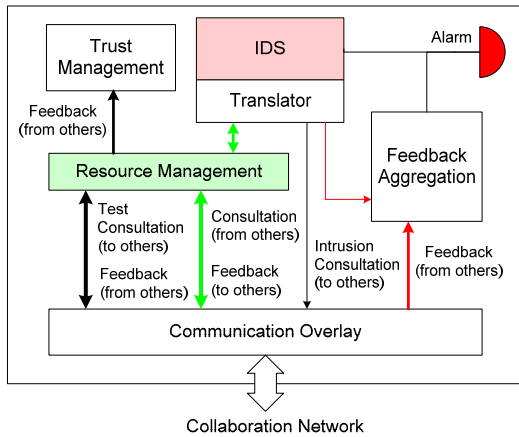 Trust
Management
IDS
Translator
Alarm
Feedback
(from others)
Feedback
Aggregation
Resource Management
Test
Consultation
(to others)
Feedback
(from others)
Consultation
(from others)
Feedback
(to others)
Intrusion
Consultation
(to others)
Feedback
(from others)
Communication Overlay
Collaboration Network